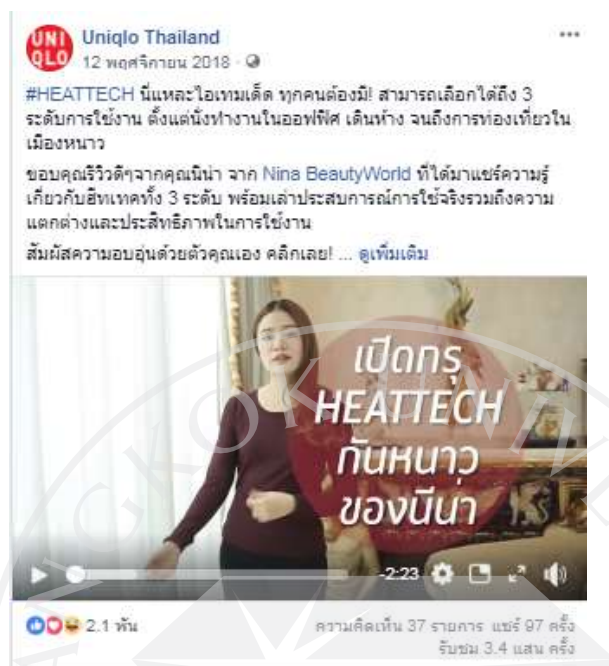 UNI
QLO
Uniqlo Thailand
12 พฤศจิกายน 2018
#HEATTECH นี่แหละไอเทมเด็ด ทุกคนต้องมี! สามารถเลือกได้ถึง 3
ระดับการใช้งาน ตั้งแต่นั่งทำงานในออฟฟิศ เดินห้าง จนถึงการท่องเที่ยวใน
เมืองหนาว
ขอบคุณรีวิวดีๆจากคุณนีน่า จาก Nina BeautyWorld ที่ได้มาแชร์ความรู้
เกี่ยวกับฮีทเทคทั้ง 3 ระดับ พร้อมเล่าประสบการณ์การใช้จริงรวมถึงความ
แตกต่างและประสิทธิภาพในการใช้งาน
สัมผัสความอบอุ่นด้วยตัวคุณเอง คลิกเลย! ... ดูเพิ่มเติม
เปิดกรุ
HEATTECH
กันหนาว
ของนีน่า
-2:23
2.1 พัน
ความคิดเห็น 37 รายการ แชร์ 97 ครั้ง
รับชม 3.4 แสน ครั้ง